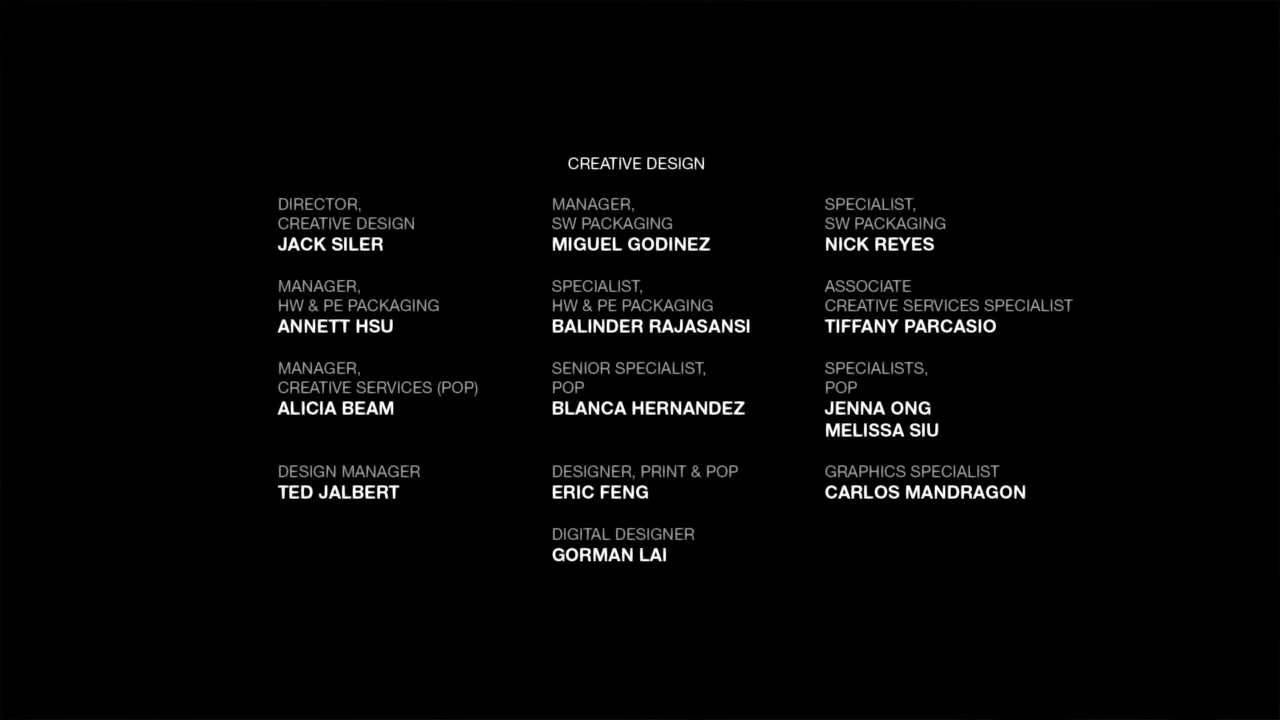 CREATIVE DESIGN
DIRECTOR,
CREATIVE DESIGN
JACK SILER
MANAGER,
SW PACKAGING
MIGUEL GODINEZ
SPECIALIST,
SW PACKAGING
NICK REYES
MANAGER,
HW & PE PACKAGING
ANNETT HSU
SPECIALIST,
HW & PE PACKAGING
BALINDER RAJASANSI
ASSOCIATE
CREATIVE SERVICES SPECIALIST
TIFFANY PARCASIO
MANAGER,
CREATIVE SERVICES (POP)
ALICIA BEAM
SENIOR SPECIALIST,
POP
BLANCA HERNANDEZ
SPECIALISTS,
POP
JENNA ONG
MELISSA SIU
DESIGN MANAGER
TED JALBERT
DESIGNER, PRINT & POP
ERIC FENG
GRAPHICS SPECIALIST
CARLOS MANDRAGON
DIGITAL DESIGNER
GORMAN LAI